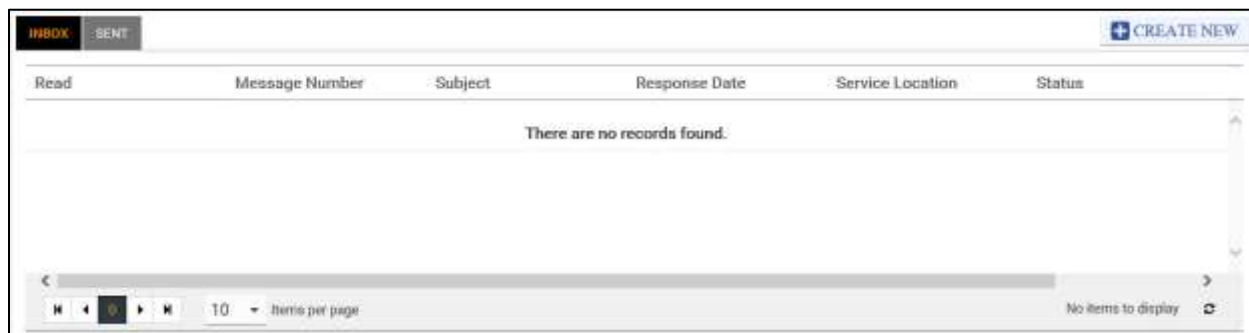 INBOX SENT CREATE NEW
Read Message Number Subject Response Date Service Location Status
There are no records found.
0 10 Items per page No items to display